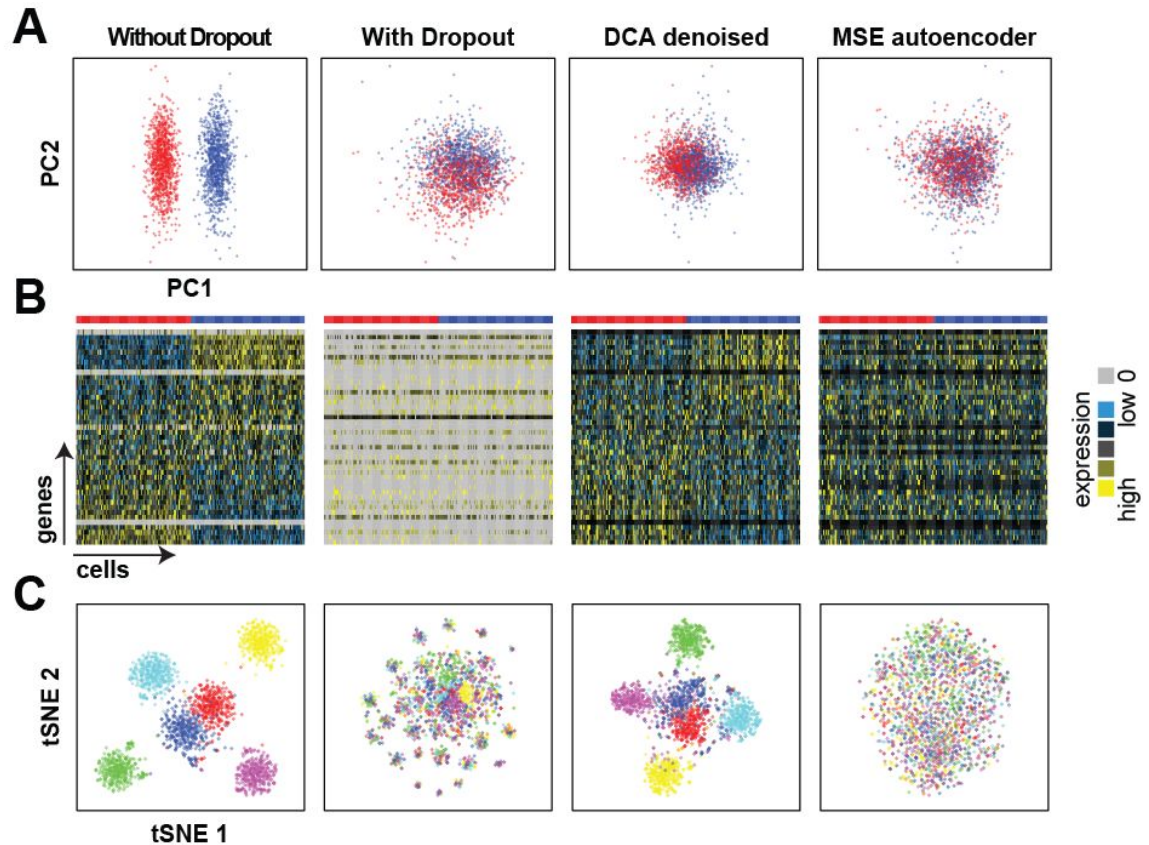 A
Without Dropout
With Dropout
DCA denoised
MSE autoencoder
PC2
PC1
B
genes
cells
expression
0
low
high
C
tSNE 2
tSNE 1